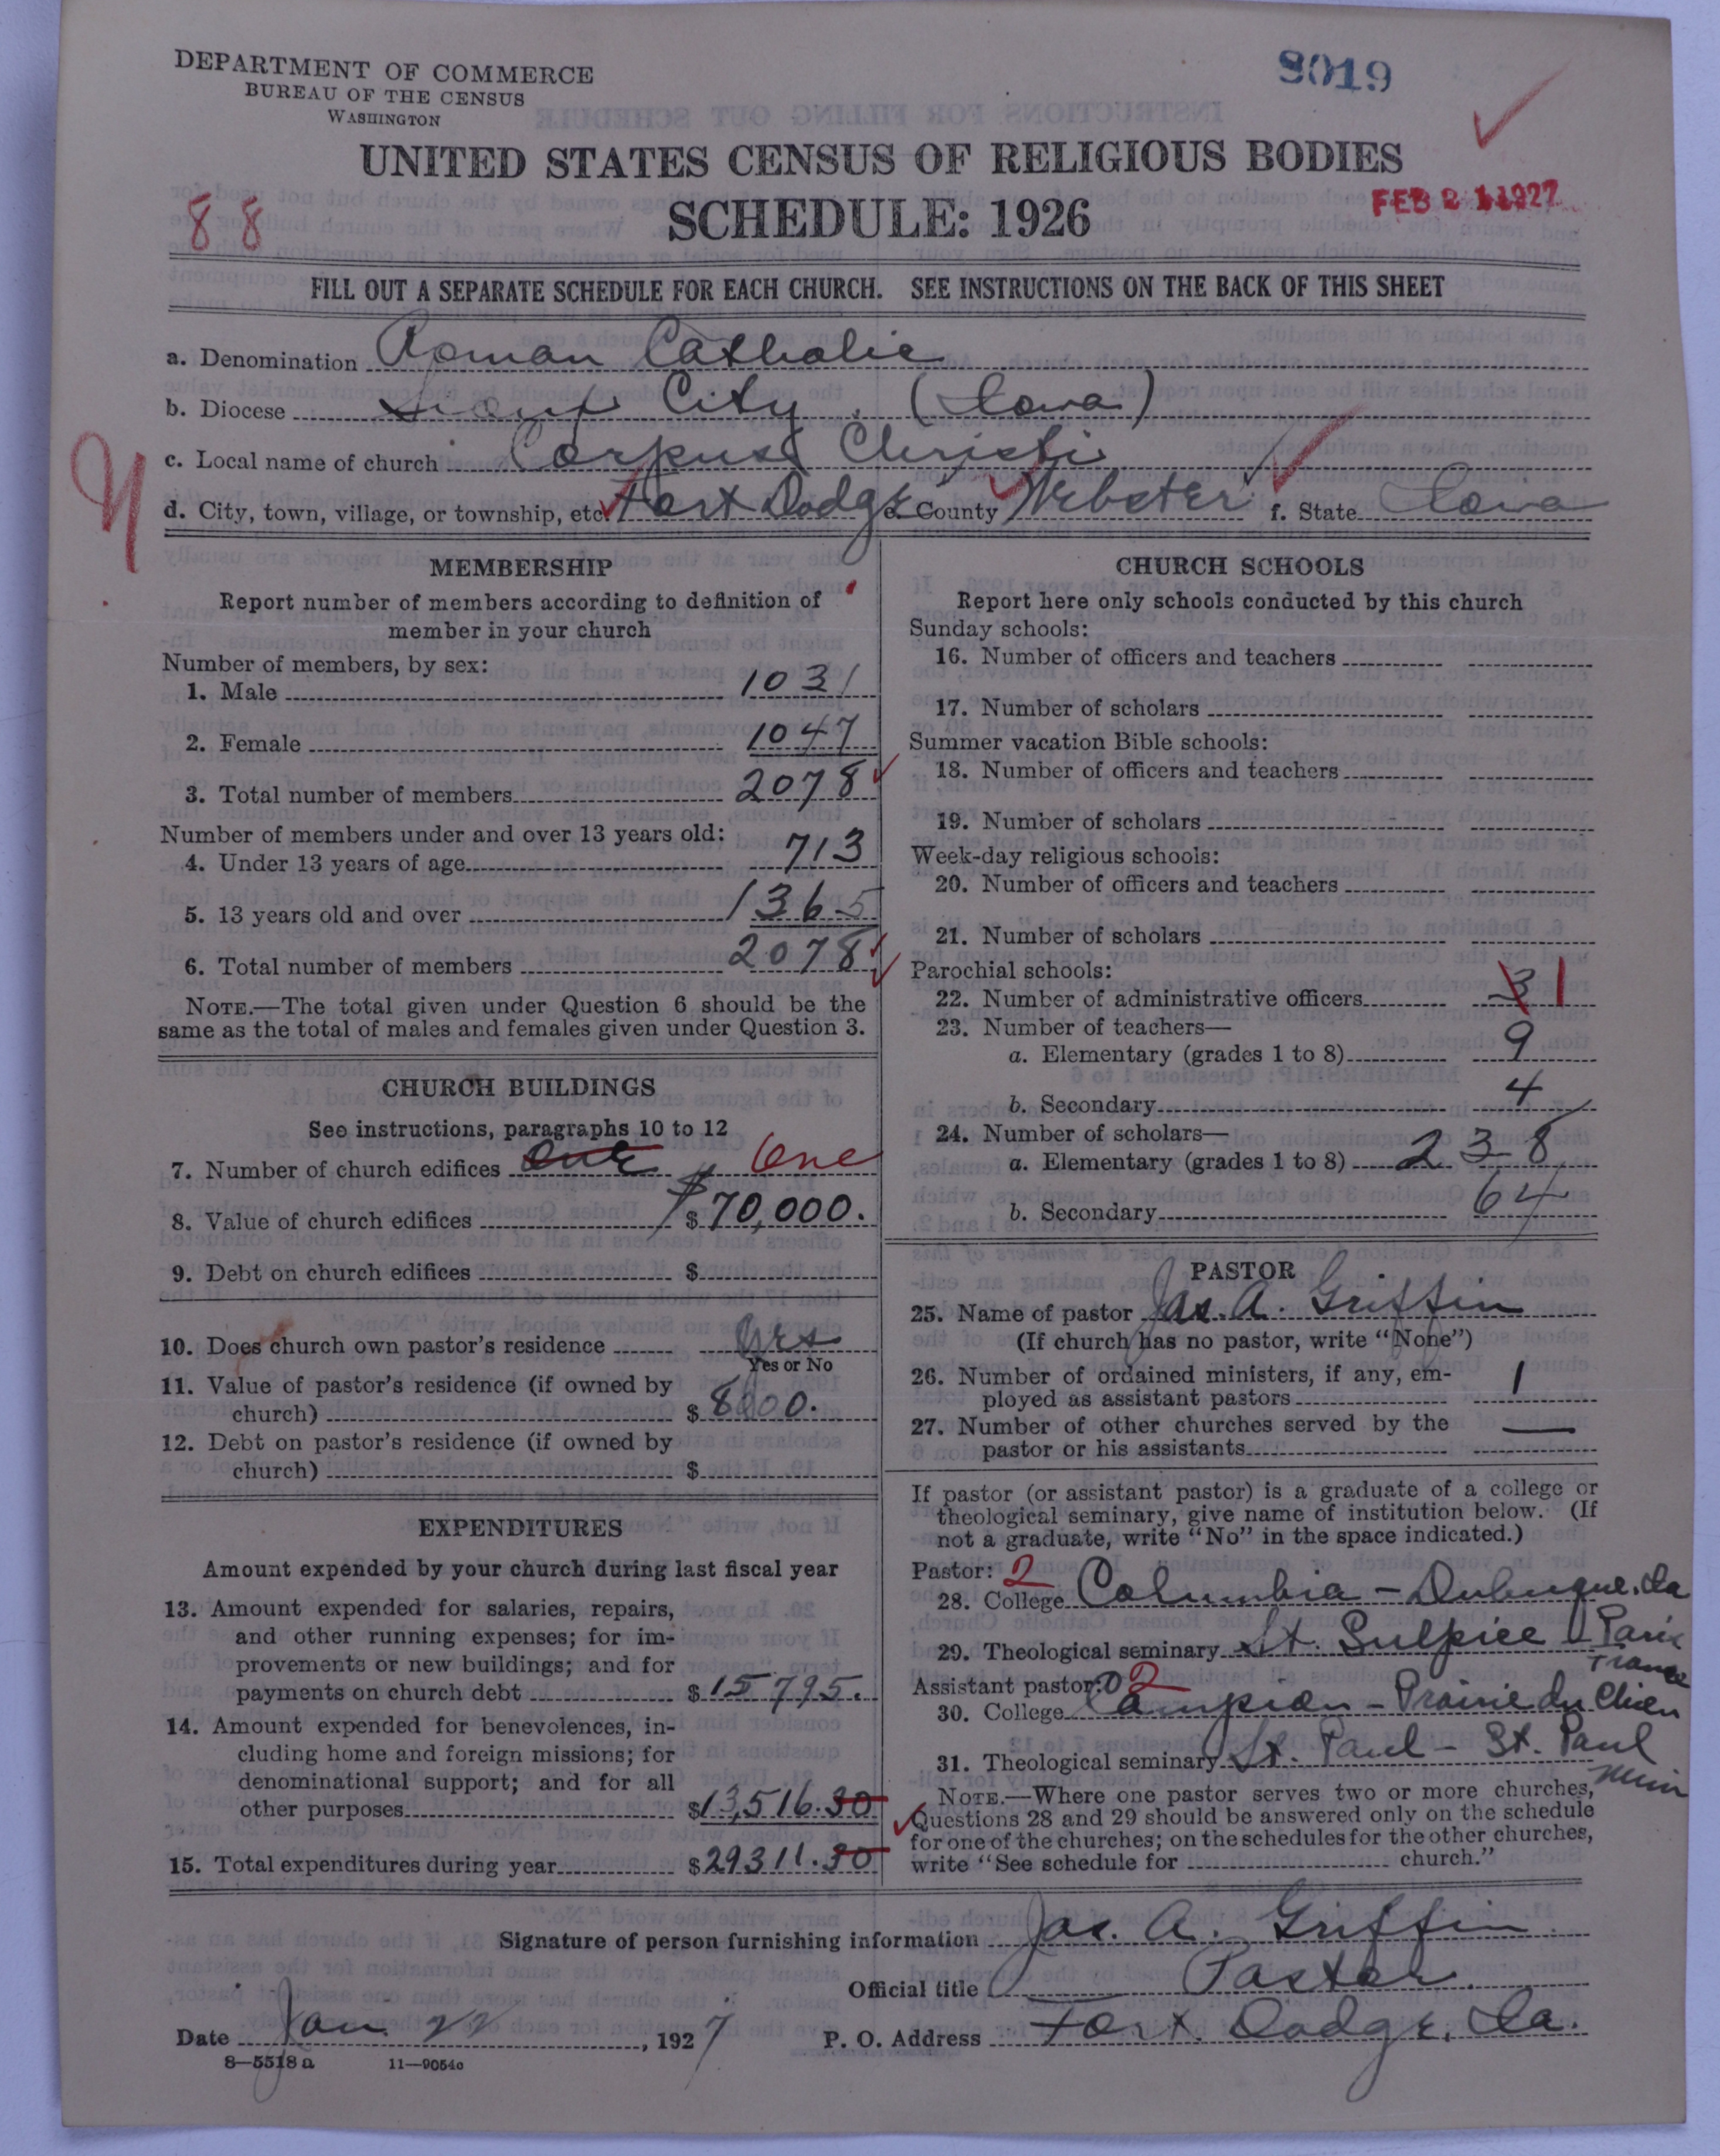 DEPARTMENT OF COMMERCE
BUREAU OF THE CENSUS
WASHINGTON
8019
UNITED STATES CENSUS OF RELIGIOUS BODIES
SCHEDULE: 1926
FEB 21 1927
88
FILL OUT A SEPARATE SCHEDULE FOR EACH CHURCH. SEE INSTRUCTIONS ON THE BACK OF THIS SHEET
a. Denomination Roman Catholic
b. Diocese Sioux City. (Iowa)
c. Local name of church Corpus Christi
d. City, town, village, or township, etc. Fort Dodge e. County Webster f. State Iowa
MEMBERSHIP
Report number of members according to definition of
member in your church
Number of members, by sex:
1. Male 1031
2. Female 1047
3. Total number of members 2078
Number of members under and over 13 years old:
4. Under 13 years of age 713
5. 13 years old and over 1365
6. Total number of members 2078
NOTE.—The total given under Question 6 should be the
same as the total of males and females given under Question 3.
CHURCH BUILDINGS
See instructions, paragraphs 10 to 12
7. Number of church edifices one One
8. Value of church edifices $ $70,000.
9. Debt on church edifices $
10. Does church own pastor's residence Yes
Yes or No
11. Value of pastor's residence (if owned by
church) $ 8000.
12. Debt on pastor's residence (if owned by
church) $
EXPENDITURES
Amount expended by your church during last fiscal year
13. Amount expended for salaries, repairs,
and other running expenses; for im-
provements or new buildings; and for
payments on church debt $ 15795.
14. Amount expended for benevolences, in-
cluding home and foreign missions; for
denominational support; and for all
other purposes $13,516.30
15. Total expenditures during year $29311.30
CHURCH SCHOOLS
Report here only schools conducted by this church
Sunday schools:
16. Number of officers and teachers
17. Number of scholars
Summer vacation Bible schools:
18. Number of officers and teachers
19. Number of scholars
Week-day religious schools:
20. Number of officers and teachers
21. Number of scholars
Parochial schools:
22. Number of administrative officers 3 1
23. Number of teachers—
a. Elementary (grades 1 to 8) 9
b. Secondary 4
24. Number of scholars—
a. Elementary (grades 1 to 8) 238
b. Secondary 64
PASTOR
25. Name of pastor Jas. A. Griffin
(If church has no pastor, write "None")
26. Number of ordained ministers, if any, em-
ployed as assistant pastors 1
27. Number of other churches served by the
pastor or his assistants —
If pastor (or assistant pastor) is a graduate of a college or
theological seminary, give name of institution below. (If
not a graduate, write "No" in the space indicated.)
Pastor: 2
28. College Columbia - Dubuque, Ia
29. Theological seminary St. Sulpice Paris
France
Assistant pastor: 2
30. College Campion - Prairie du Chien
31. Theological seminary St. Paul - St. Paul
Minn
NOTE.—Where one pastor serves two or more churches,
Questions 28 and 29 should be answered only on the schedule
for one of the churches; on the schedules for the other churches,
write "See schedule for church."
Signature of person furnishing information Jas. A. Griffin
Official title Pastor.
Date Jan 22, 1927 P. O. Address Fort Dodge, Ia.
8—5518 a 11—9054c